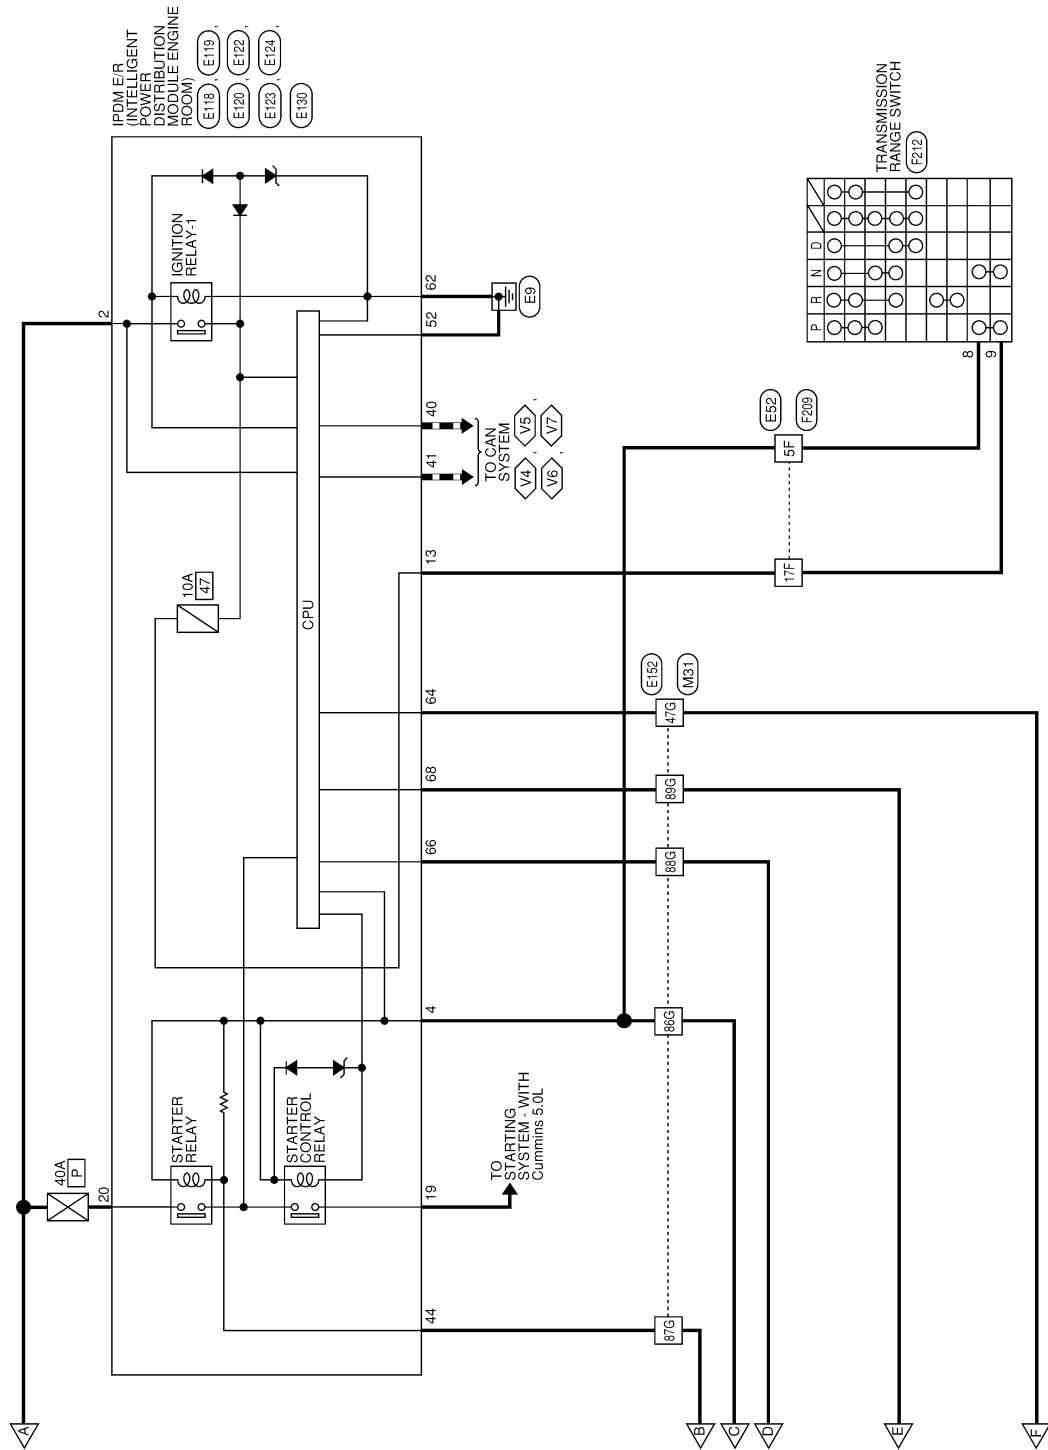 IPDM E/R
(INTELLIGENT
POWER
DISTRIBUTION
MODULE ENGINE
ROOM)
E118 , E119 ,
E120 , E122 ,
E123 , E124 ,
E130
2
IGNITION
RELAY-1
62
52
E9
40
41
TO CAN
SYSTEM
V4 , V5 ,
V6 , V7
TRANSMISSION
RANGE SWITCH
F212
P
R
N
D
8
9
E52
F209
5F
17F
13
10A
47
CPU
64
68
66
E152
M31
47G
89G
88G
86G
87G
4
STARTER
RELAY
STARTER
CONTROL
RELAY
40A
P
20
19
TO
STARTING
SYSTEM - WITH
Cummins 5.0L
44
A
B
C
D
E
F